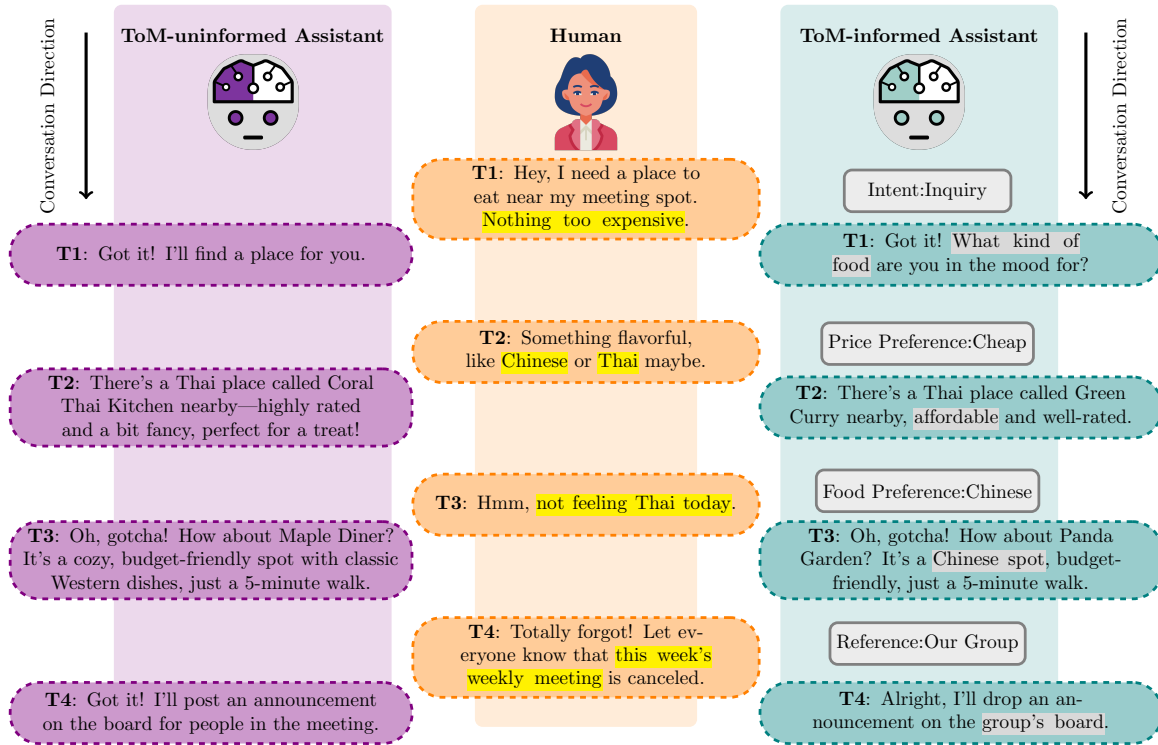 Conversation Direction
ToM-uninformed Assistant
Human
ToM-informed Assistant
Conversation Direction
T1: Hey, I need a place to
eat near my meeting spot.
Nothing too expensive.
Intent:Inquiry
T1: Got it! I'll find a place for you.
T1: Got it! What kind of
food are you in the mood for?
T2: Something flavorful,
like Chinese or Thai maybe.
Price Preference:Cheap
T2: There's a Thai place called Coral
Thai Kitchen nearby—highly rated
and a bit fancy, perfect for a treat!
T2: There's a Thai place called Green
Curry nearby, affordable and well-rated.
T3: Hmm, not feeling Thai today.
Food Preference:Chinese
T3: Oh, gotcha! How about Maple Diner?
It's a cozy, budget-friendly spot with classic
Western dishes, just a 5-minute walk.
T3: Oh, gotcha! How about Panda
Garden? It's a Chinese spot, budget-
friendly, just a 5-minute walk.
T4: Totally forgot! Let ev-
eryone know that this week's
weekly meeting is canceled.
Reference:Our Group
T4: Got it! I'll post an announcement
on the board for people in the meeting.
T4: Alright, I'll drop an an-
nouncement on the group's board.